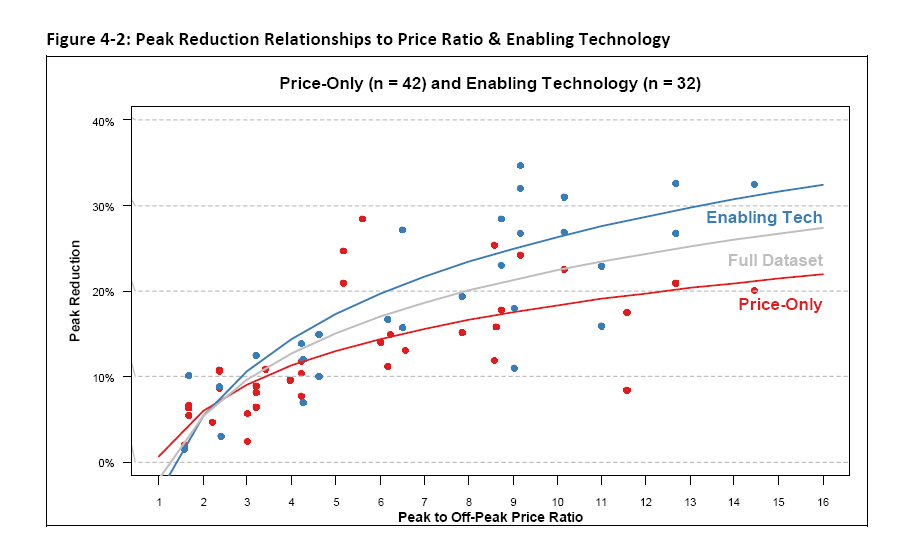 Figure 4-2: Peak Reduction Relationships to Price Ratio & Enabling Technology
Price-Only (n = 42) and Enabling Technology (n = 32)
40%
30%
20%
10%
0%
Peak Reduction
Enabling Tech
Full Dataset
Price-Only
1 2 3 4 5 6 7 8 9 10 11 12 13 14 15 16
Peak to Off-Peak Price Ratio